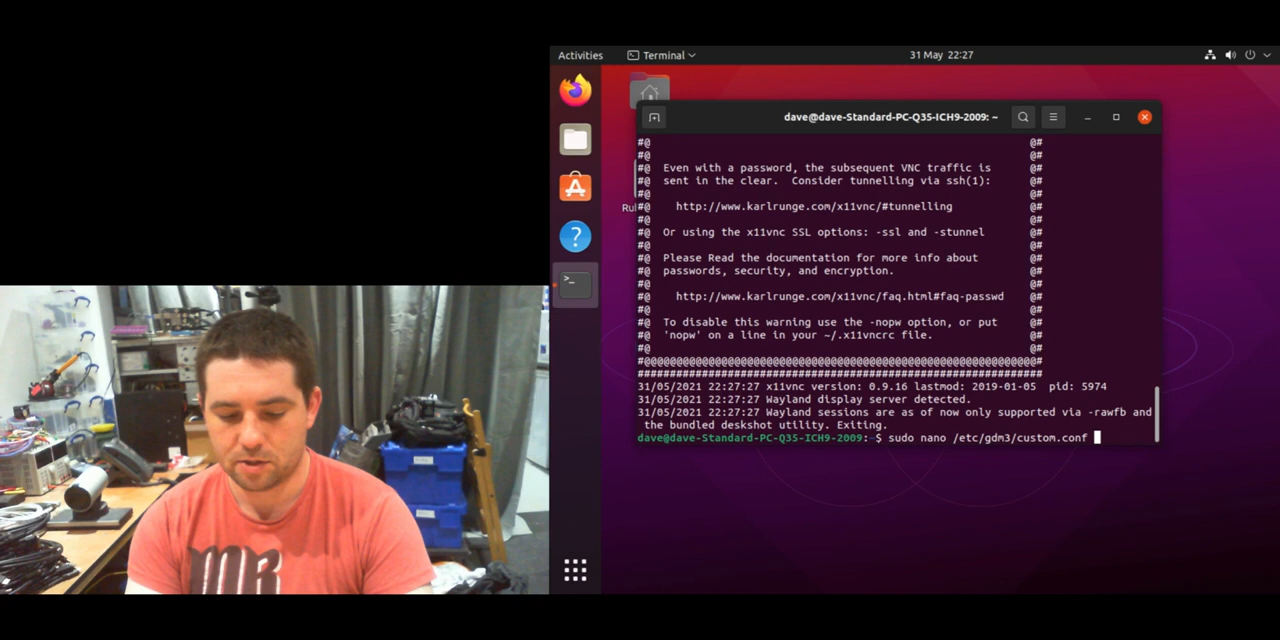 Activities
Terminal
31 May 22:27
dave@dave-Standard-PC-Q35-ICH9-2009: ~
#@ @#
#@ @#
#@ Even with a password, the subsequent VNC traffic is @#
#@ sent in the clear. Consider tunnelling via ssh(1): @#
#@ @#
#@ http://www.karlrunge.com/x11vnc/#tunnelling @#
#@ @#
#@ Or using the x11vnc SSL options: -ssl and -stunnel @#
#@ @#
#@ Please Read the documentation for more info about @#
#@ passwords, security, and encryption. @#
#@ @#
#@ http://www.karlrunge.com/x11vnc/faq.html#faq-passwd @#
#@ @#
#@ To disable this warning use the -nopw option, or put @#
#@ 'nopw' on a line in your ~/.x11vncrc file. @#
#@ @#
#@@@@@@@@@@@@@@@@@@@@@@@@@@@@@@@@@@@@@@@@@@@@@@@@@@@@@@@@@@@@@#
###############################################################
31/05/2021 22:27:27 x11vnc version: 0.9.16 lastmod: 2019-01-05 pid: 5974
31/05/2021 22:27:27 Wayland display server detected.
31/05/2021 22:27:27 Wayland sessions are as of now only supported via -rawfb and
the bundled deskshot utility. Exiting.
dave@dave-Standard-PC-Q35-ICH9-2009:~$ sudo nano /etc/gdm3/custom.conf
Ru
MR